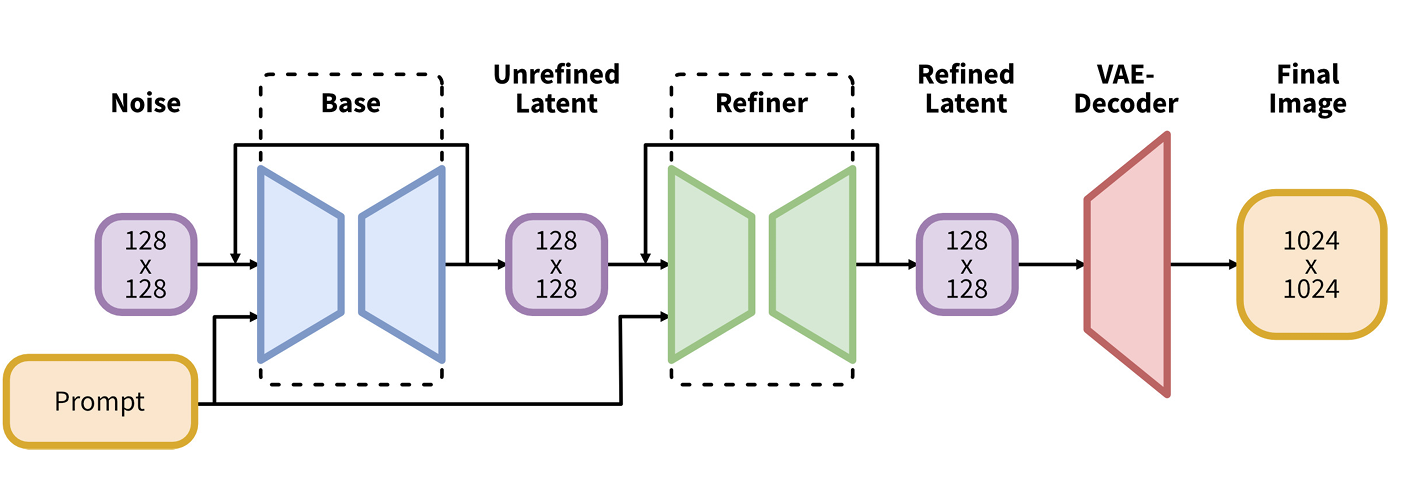 Noise
Base
Unrefined
Latent
Refiner
Refined
Latent
VAE-
Decoder
Final
Image
128
x
128
128
x
128
128
x
128
1024
x
1024
Prompt